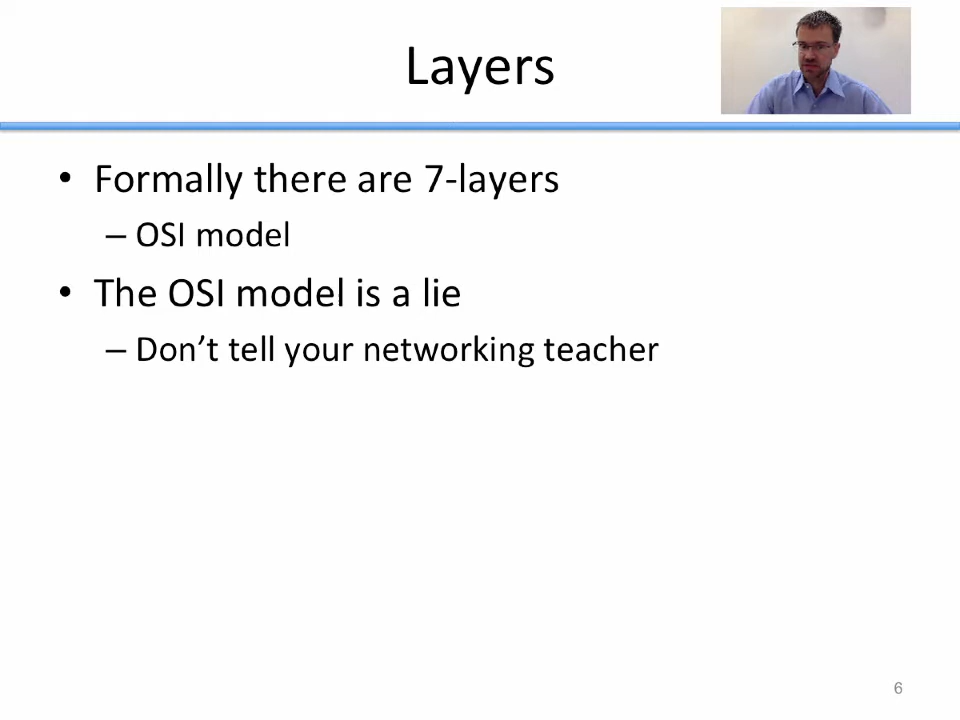 Layers
• Formally there are 7-layers
– OSI model
• The OSI model is a lie
– Don’t tell your networking teacher
6